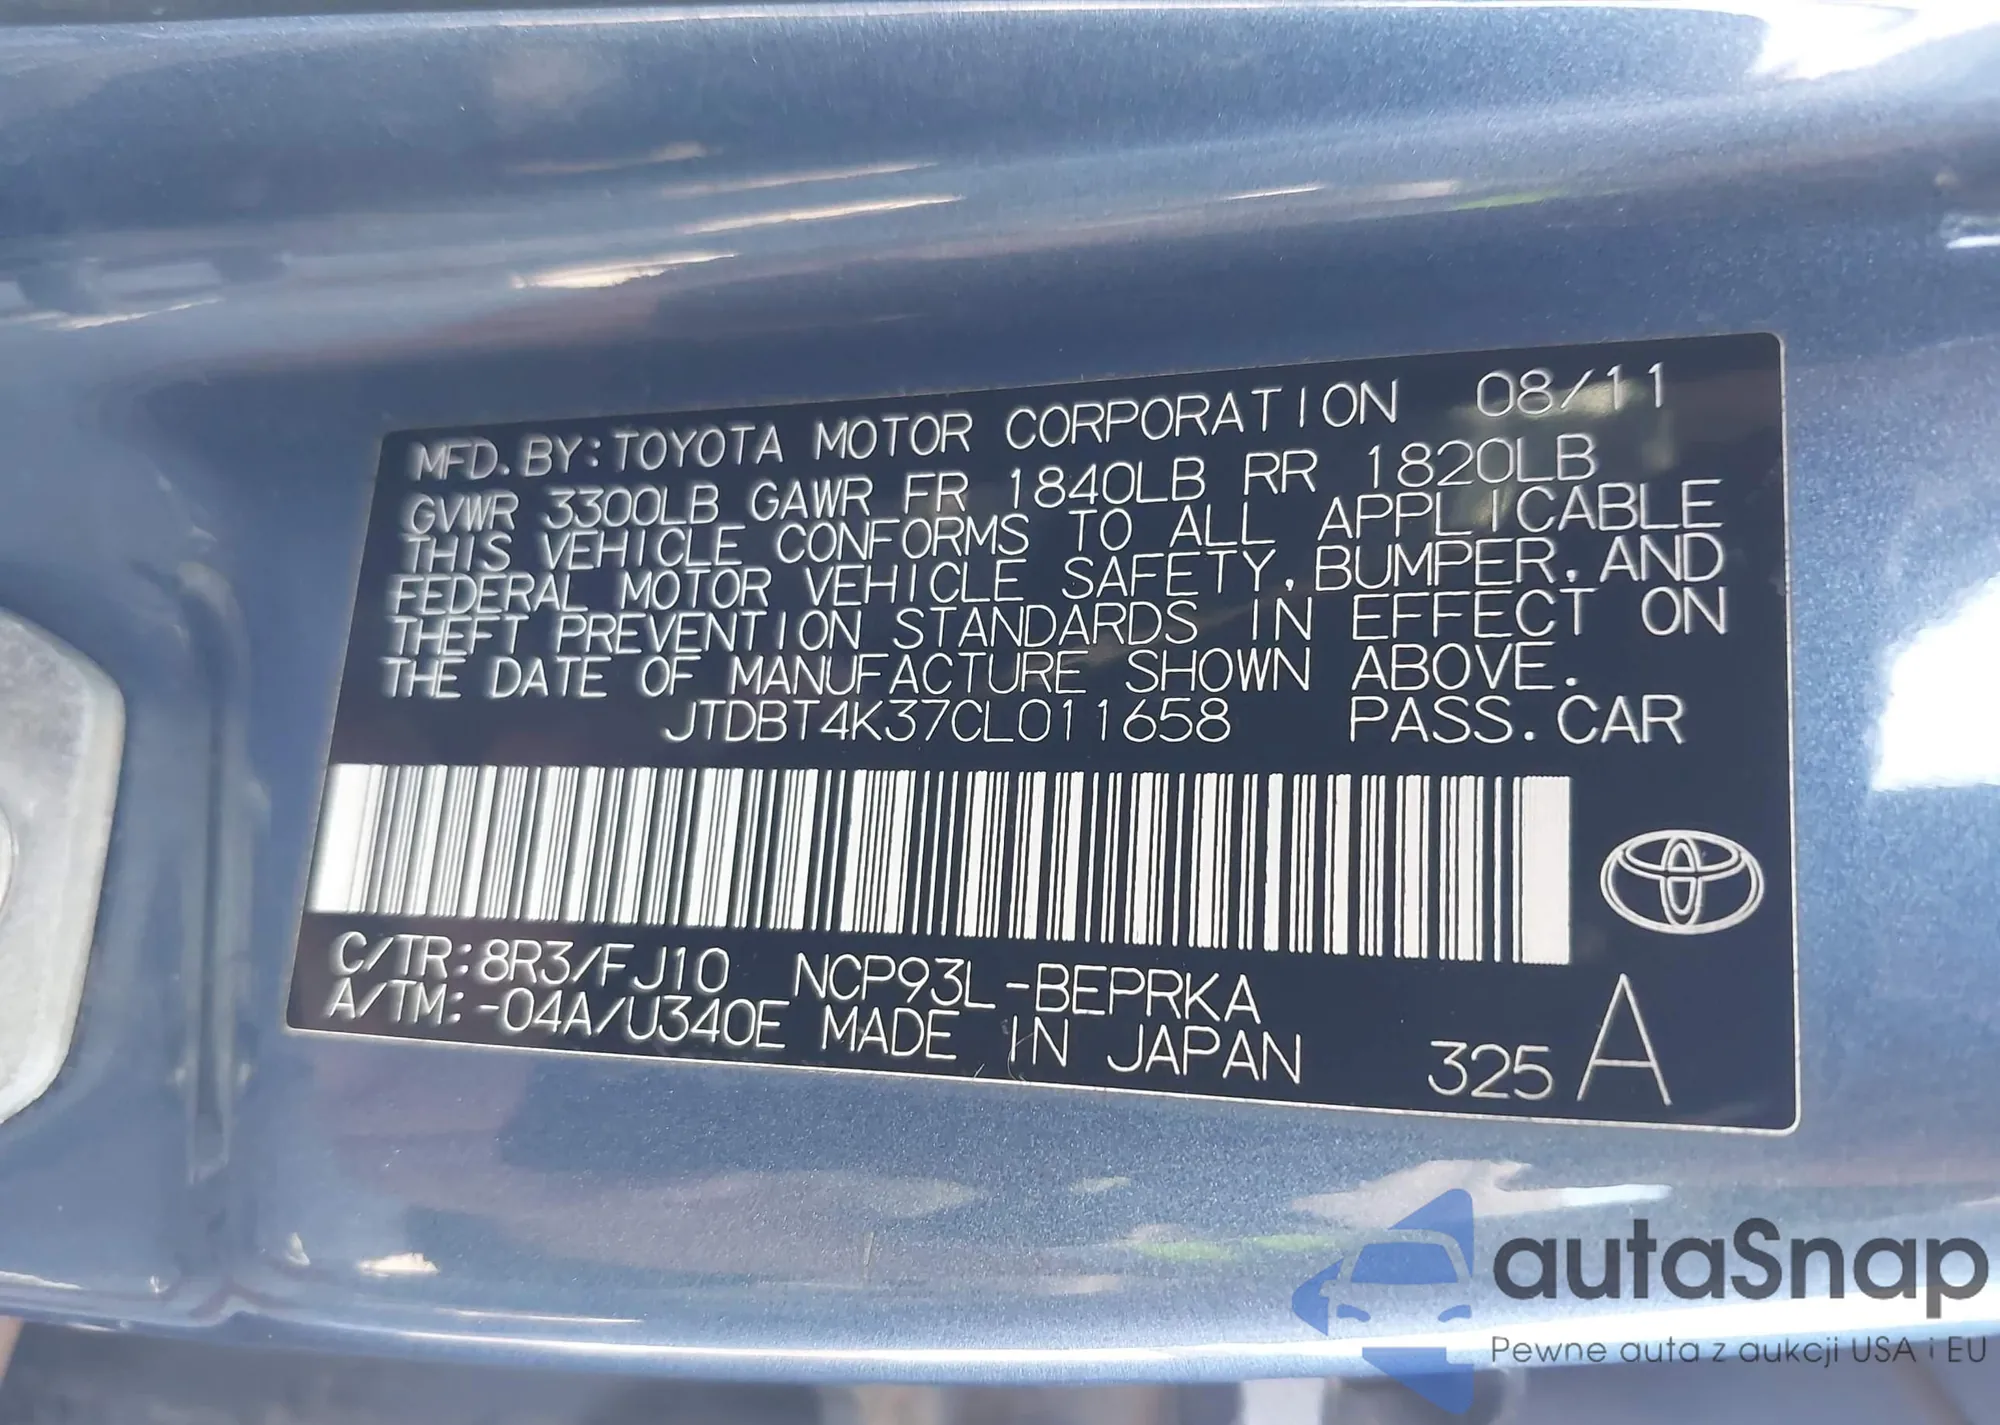 MFD. BY: TOYOTA MOTOR CORPORATION 08/11
GVWR 3300LB GAWR FR 1840LB RR 1820LB
THIS VEHICLE CONFORMS TO ALL APPLICABLE
FEDERAL MOTOR VEHICLE SAFETY, BUMPER, AND
THEFT PREVENTION STANDARDS IN EFFECT ON
THE DATE OF MANUFACTURE SHOWN ABOVE.
JTDBT4K37CL011658 PASS. CAR
C/TR: 8R3/FJ10 NCP93L-BEPRKA
A/TM: -04A/U340E MADE IN JAPAN 325 A
autaSnap
Pewne auta z aukcji USA i EU